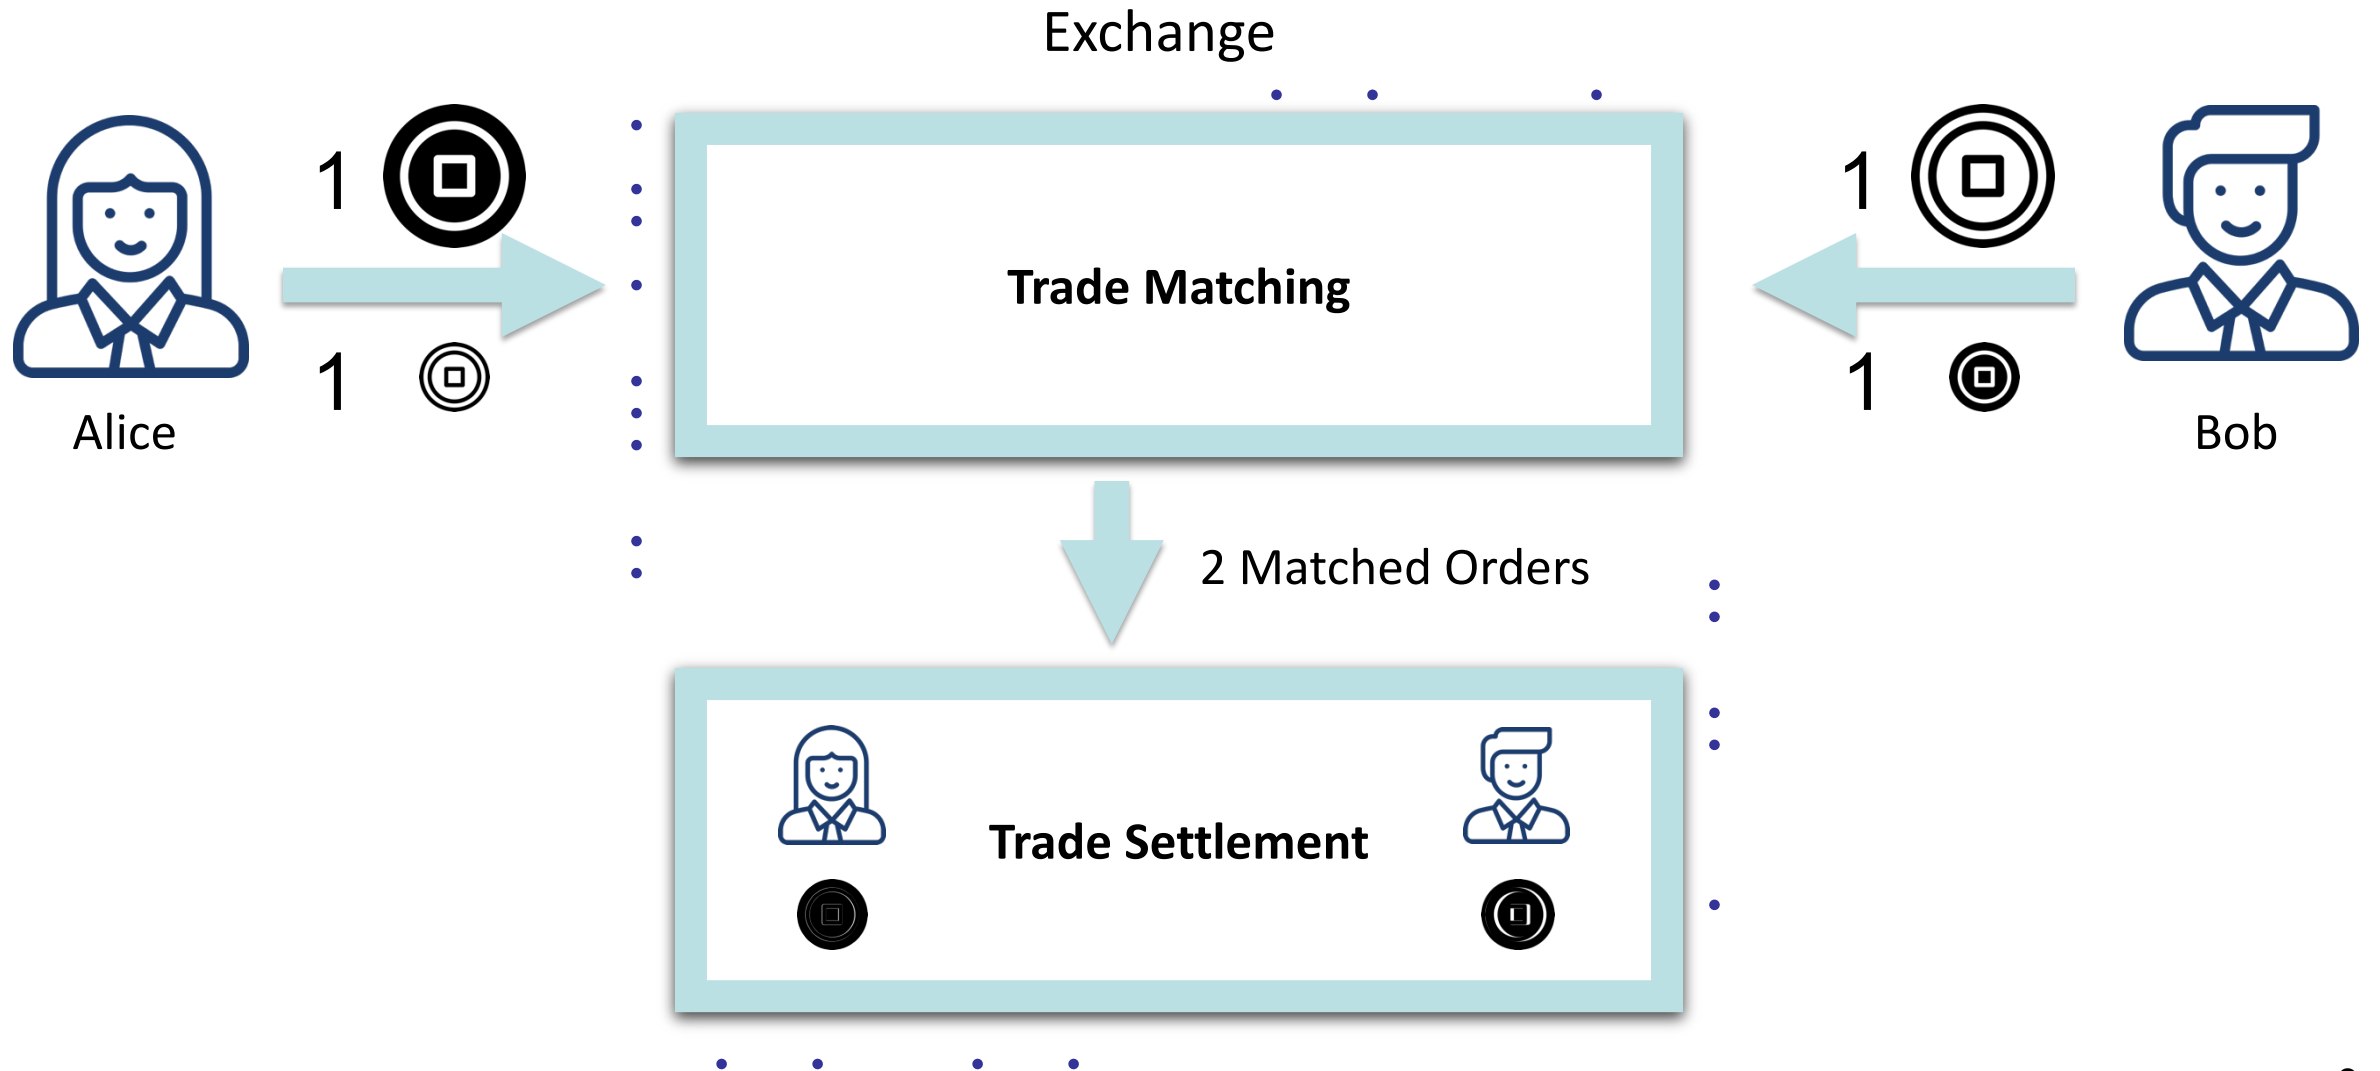 Exchange
1
1
Trade Matching
1
1
Alice
Bob
2 Matched Orders
Trade Settlement